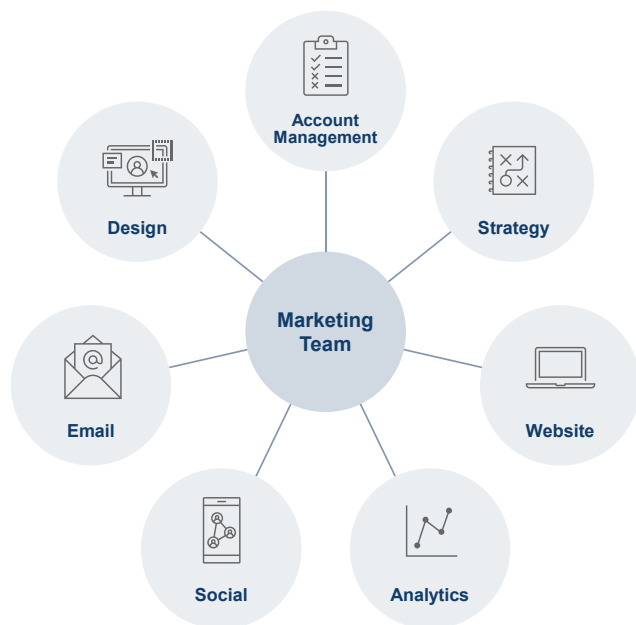 Account
Management
Design
Strategy
Marketing
Team
Email
Website
Social
Analytics